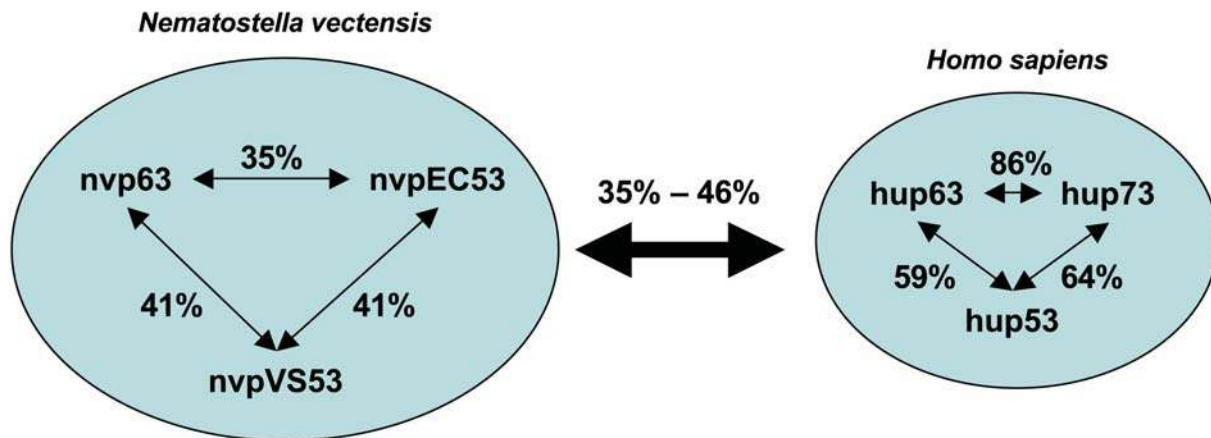 Nematostella vectensis
35%
nvp63
nvpEC53
41%
41%
nvpVS53
35% – 46%
Homo sapiens
86%
hup63
hup73
59%
64%
hup53